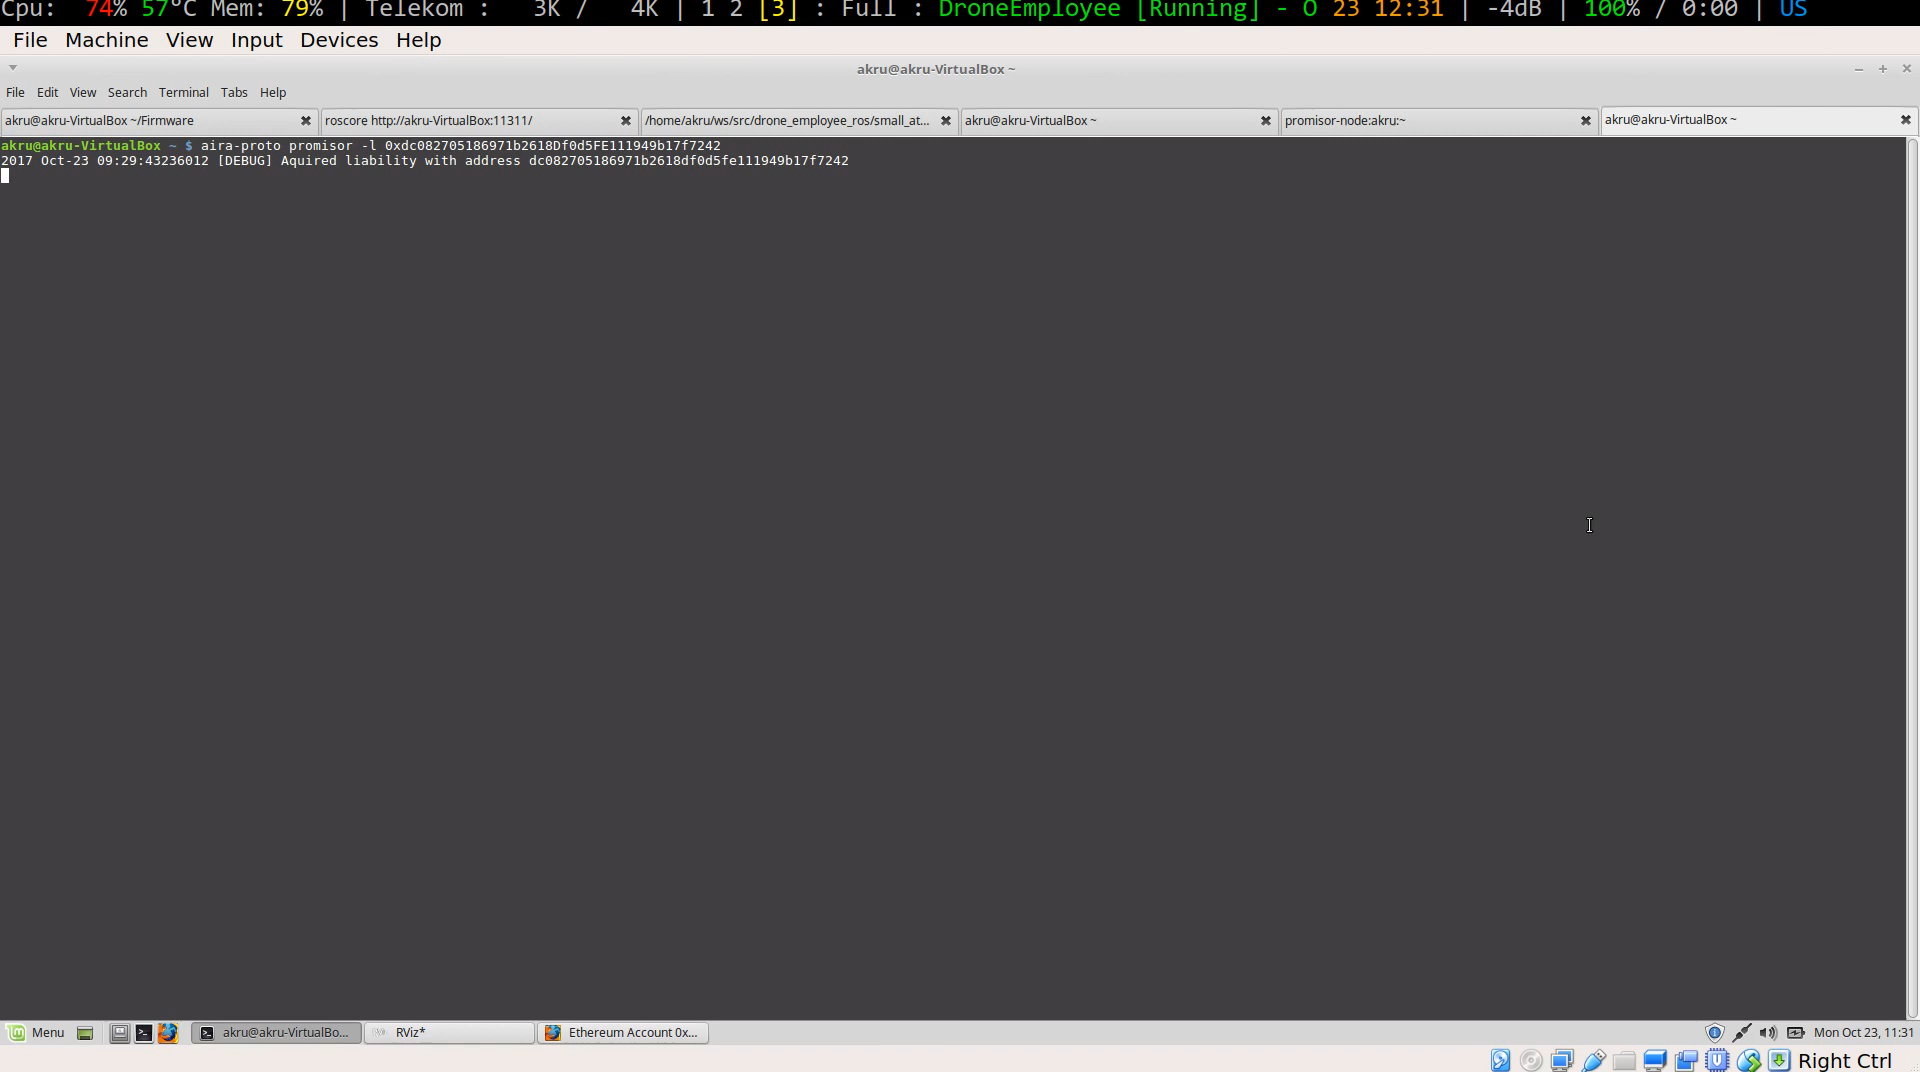 Cpu: 74% 57°C Mem: 79% | Telekom : 3K / 4K | 1 2 [3] : Full : DroneEmployee [Running] - O 23 12:31 | -4dB | 100% / 0:00 | US
File Machine View Input Devices Help
akru@akru-VirtualBox ~
File Edit View Search Terminal Tabs Help
akru@akru-VirtualBox ~/Firmware roscore http://akru-VirtualBox:11311/ /home/akru/ws/src/drone_employee_ros/small_at... akru@akru-VirtualBox ~ promisor-node:akru:~ akru@akru-VirtualBox ~
akru@akru-VirtualBox ~ $ aira-proto promisor -l 0xdc082705186971b2618Df0d5FE111949b17f7242
2017 Oct-23 09:29:43236012 [DEBUG] Aquired liability with address dc082705186971b2618df0d5fe111949b17f7242
Menu akru@akru-VirtualBo... RViz* Ethereum Account 0x... Mon Oct 23, 11:31
Right Ctrl